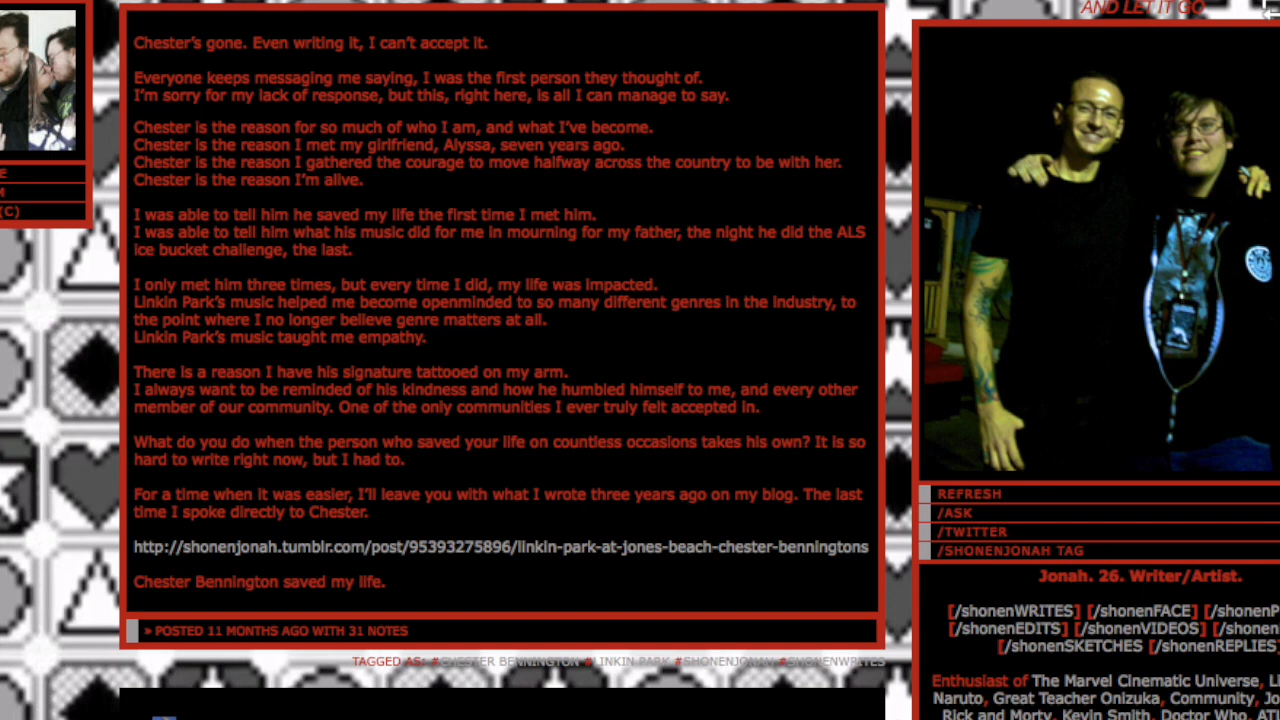 AND LET IT GO
Chester's gone. Even writing it, I can't accept it.
Everyone keeps messaging me saying, I was the first person they thought of.
I'm sorry for my lack of response, but this, right here, is all I can manage to say.
Chester is the reason for so much of who I am, and what I've become.
Chester is the reason I met my girlfriend, Alyssa, seven years ago.
Chester is the reason I gathered the courage to move halfway across the country to be with her.
Chester is the reason I'm alive.
I was able to tell him he saved my life the first time I met him.
I was able to tell him what his music did for me in mourning for my father, the night he did the ALS
ice bucket challenge, the last.
I only met him three times, but every time I did, my life was impacted.
Linkin Park's music helped me become openminded to so many different genres in the industry, to
the point where I no longer believe genre matters at all.
Linkin Park's music taught me empathy.
There is a reason I have his signature tattooed on my arm.
I always want to be reminded of his kindness and how he humbled himself to me, and every other
member of our community. One of the only communities I ever truly felt accepted in.
What do you do when the person who saved your life on countless occasions takes his own? It is so
hard to write right now, but I had to.
For a time when it was easier, I'll leave you with what I wrote three years ago on my blog. The last
time I spoke directly to Chester.
http://shonenjonah.tumblr.com/post/95393275896/linkin-park-at-jones-beach-chester-benningtons
Chester Bennington saved my life.
» POSTED 11 MONTHS AGO WITH 31 NOTES
TAGGED AS: #CHESTER BENNINGTON #LINKIN PARK #SHONENJONAH #SHONENWRITES
(C)
REFRESH
/ASK
/TWITTER
/SHONENJONAH TAG
Jonah. 26. Writer/Artist.
[/shonenWRITES] [/shonenFACE] [/shonenP
[/shonenEDITS] [/shonenVIDEOS] [/shonen
[/shonenSKETCHES [/shonenREPLIES]
Enthusiast of The Marvel Cinematic Universe, Li
Naruto, Great Teacher Onizuka, Community, Jo
Rick and Morty, Kevin Smith, Doctor Who, ATL